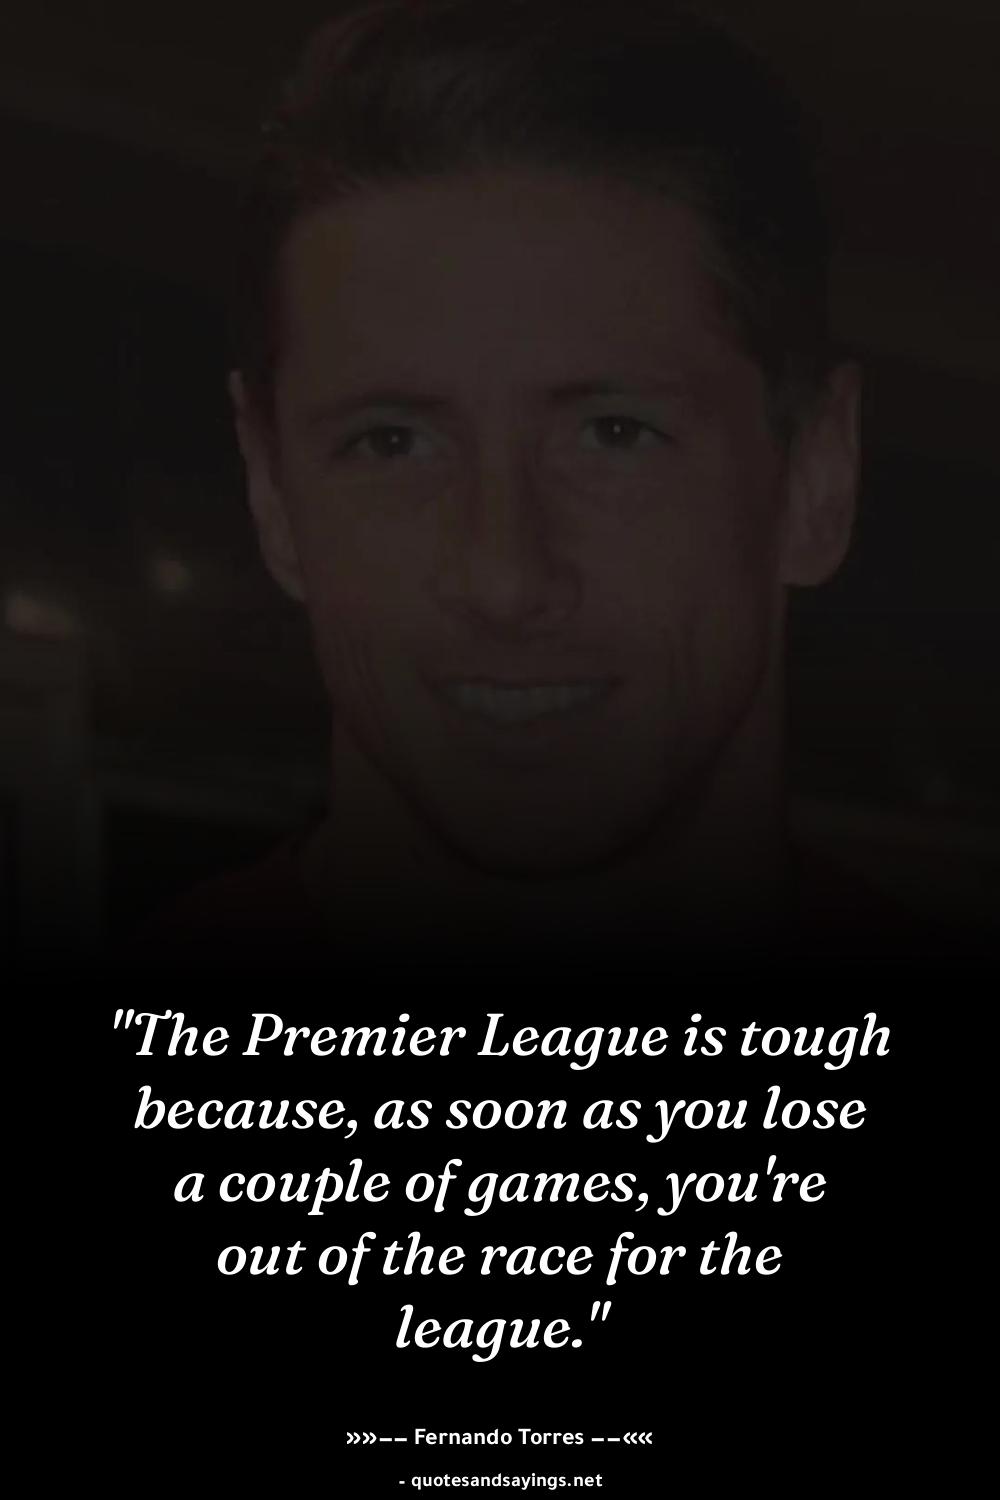 "The Premier League is tough
because, as soon as you lose
a couple of games, you're
out of the race for the
league."
»»−− Fernando Torres −−««
- quotesandsayings.net